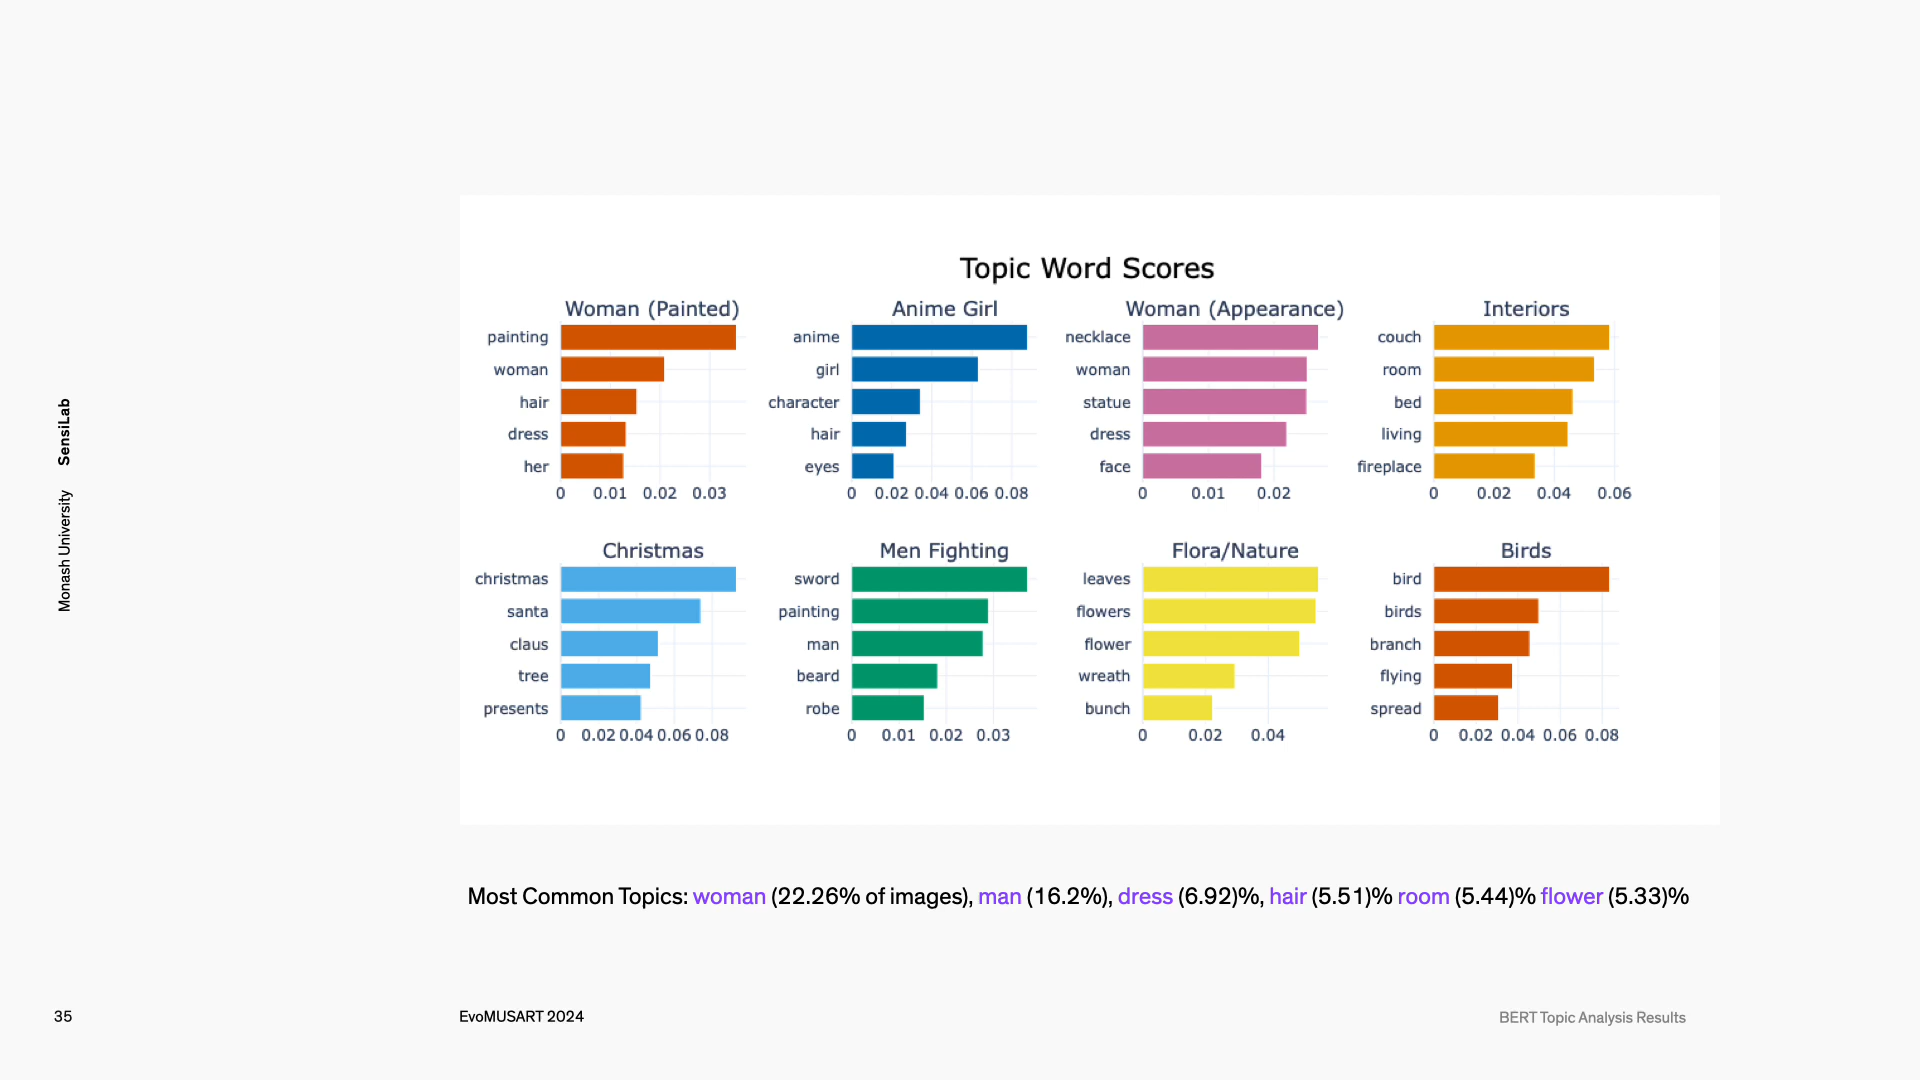 Monash University SensiLab
Topic Word Scores
Woman (Painted)
painting
woman
hair
dress
her
0 0.01 0.02 0.03
Anime Girl
anime
girl
character
hair
eyes
0 0.02 0.04 0.06 0.08
Woman (Appearance)
necklace
woman
statue
dress
face
0 0.01 0.02
Interiors
couch
room
bed
living
fireplace
0 0.02 0.04 0.06
Christmas
christmas
santa
claus
tree
presents
0 0.02 0.04 0.06 0.08
Men Fighting
sword
painting
man
beard
robe
0 0.01 0.02 0.03
Flora/Nature
leaves
flowers
flower
wreath
bunch
0 0.02 0.04
Birds
bird
birds
branch
flying
spread
0 0.02 0.04 0.06 0.08
Most Common Topics: woman (22.26% of images), man (16.2%), dress (6.92)%, hair (5.51)% room (5.44)% flower (5.33)%
35
EvoMUSART 2024
BERT Topic Analysis Results